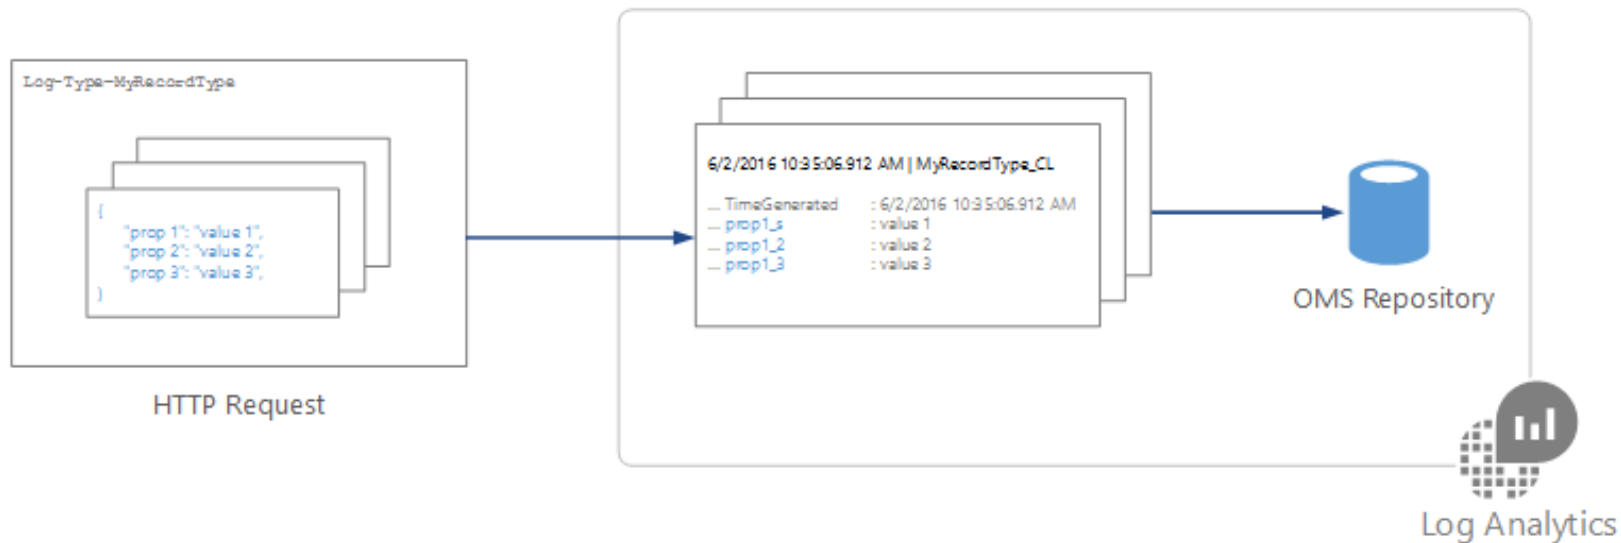 Log-Type-MyRecordType
{
"prop 1": "value 1",
"prop 2": "value 2",
"prop 3": "value 3",
}
HTTP Request
6/2/2016 10:35:06.912 AM | MyRecordType_CL
... TimeGenerated : 6/2/2016 10:35:06.912 AM
... prop1_s : value 1
... prop1_2 : value 2
... prop1_3 : value 3
OMS Repository
Log Analytics